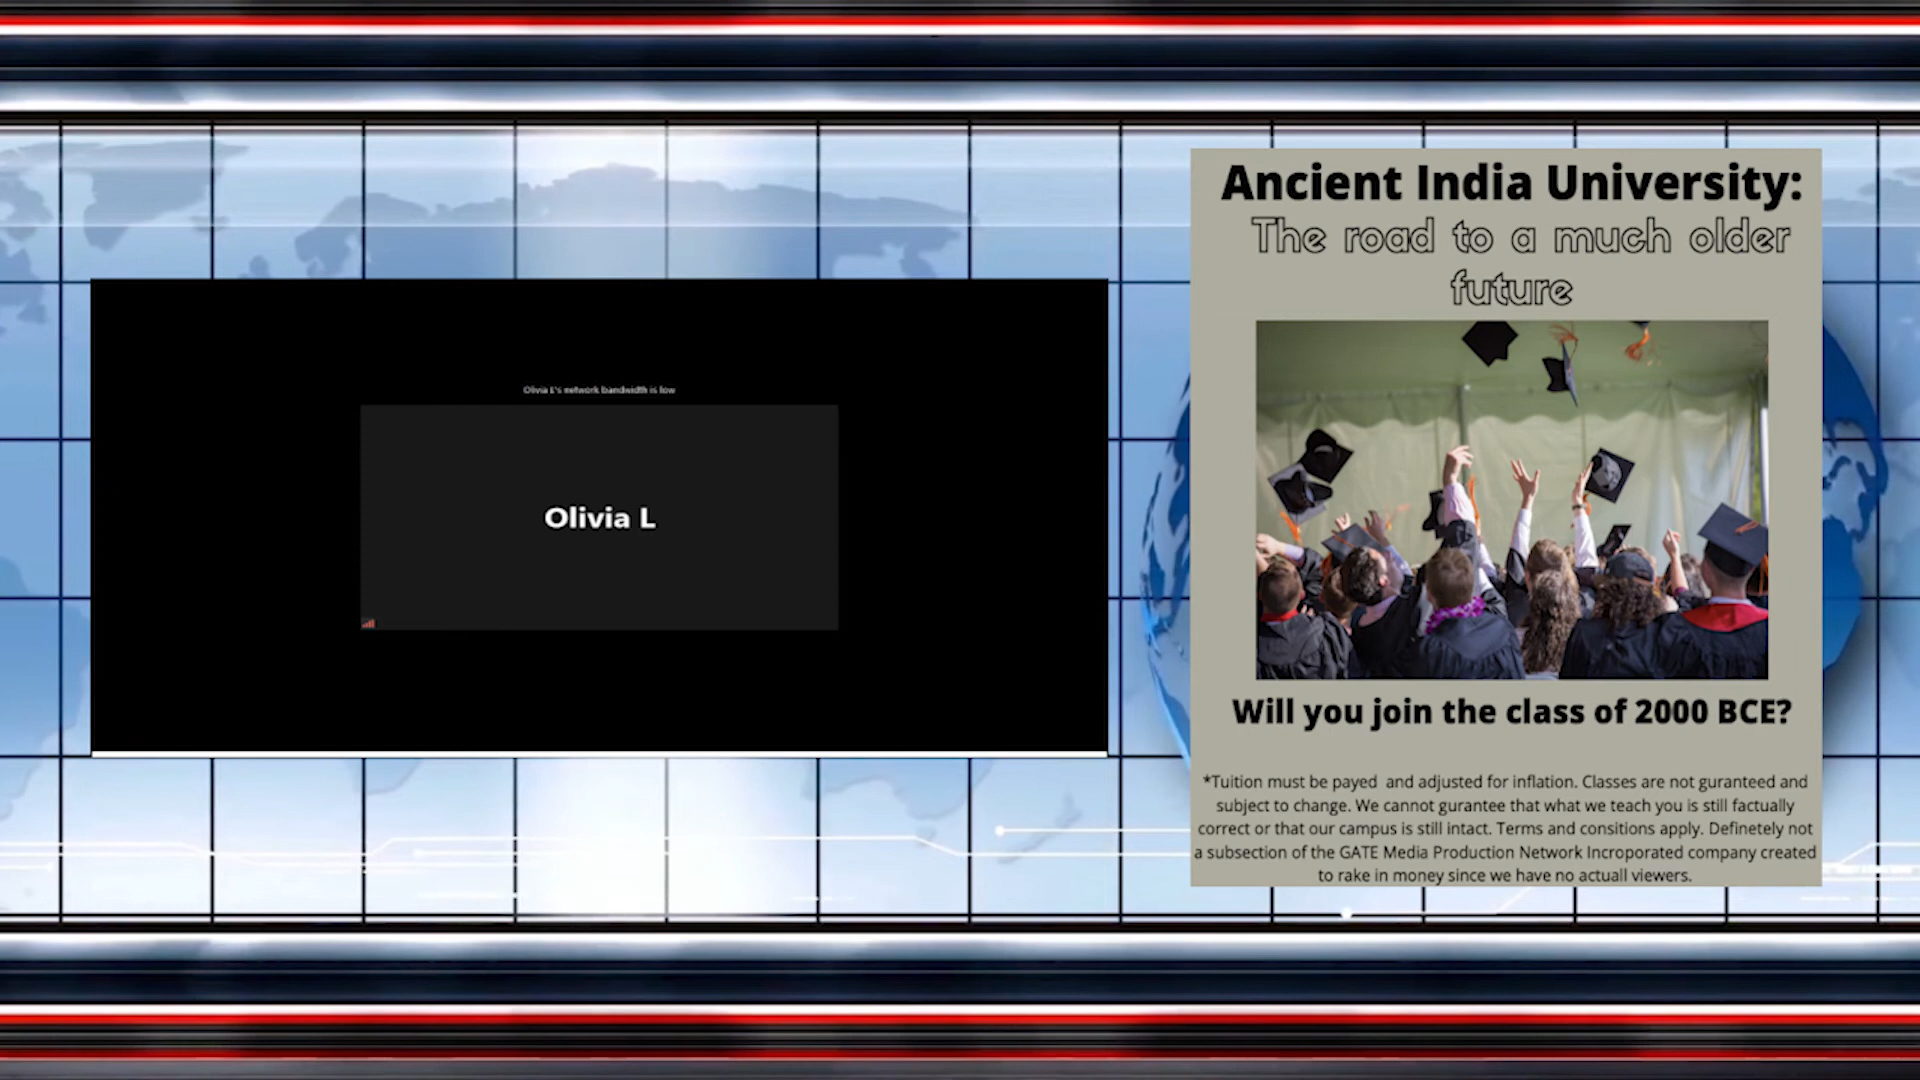 Olivia L's network bandwidth is low
Olivia L
Ancient India University:
The road to a much older
future
Will you join the class of 2000 BCE?
*Tuition must be payed  and adjusted for inflation. Classes are not guranteed and
subject to change. We cannot gurantee that what we teach you is still factually
correct or that our campus is still intact. Terms and consitions apply. Definetely not
a subsection of the GATE Media Production Network Incroporated company created
to rake in money since we have no actuall viewers.